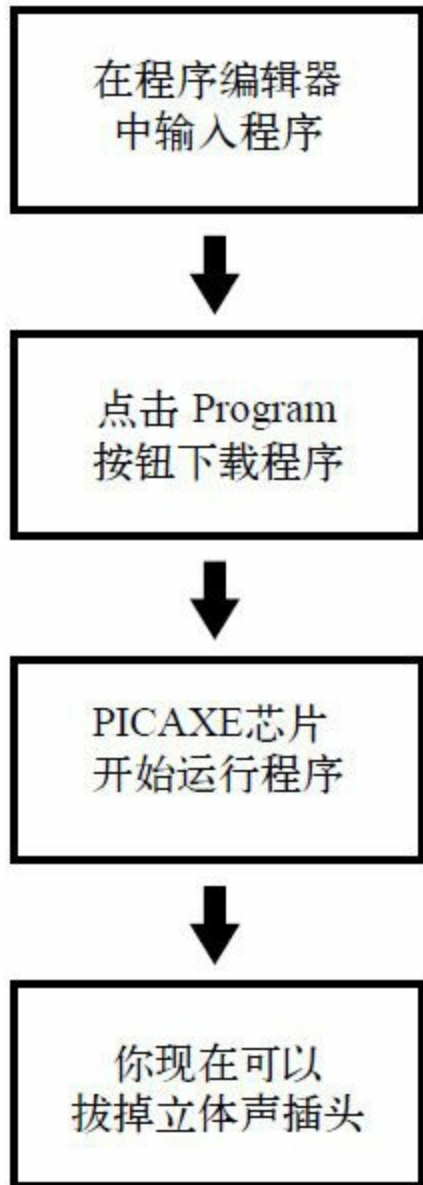 在程序编辑器
中输入程序
点击 Program
按钮下载程序
PICAXE芯片
开始运行程序
你现在可以
拔掉立体声插头